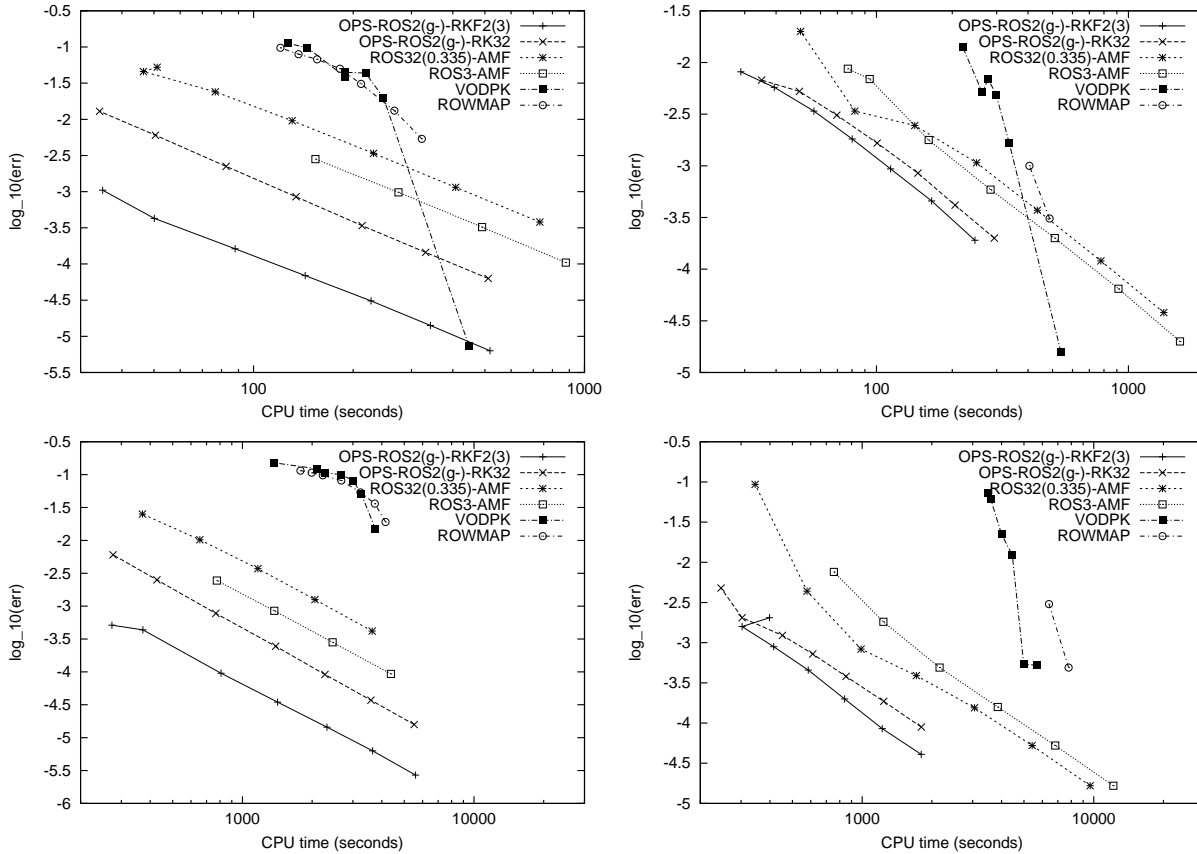 -0.5
-1
-1.5
-2
-2.5
-3
-3.5
-4
-4.5
-5
-5.5
100
1000
log_10(err)
CPU time (seconds)
OPS-ROS2(g-)-RKF2(3)
OPS-ROS2(g-)-RK32
ROS32(0.335)-AMF
ROS3-AMF
VODPK
ROWMAP
-1.5
-2
-2.5
-3
-3.5
-4
-4.5
-5
100
1000
log_10(err)
CPU time (seconds)
OPS-ROS2(g-)-RKF2(3)
OPS-ROS2(g-)-RK32
ROS32(0.335)-AMF
ROS3-AMF
VODPK
ROWMAP
-0.5
-1
-1.5
-2
-2.5
-3
-3.5
-4
-4.5
-5
-5.5
-6
1000
10000
log_10(err)
CPU time (seconds)
OPS-ROS2(g-)-RKF2(3)
OPS-ROS2(g-)-RK32
ROS32(0.335)-AMF
ROS3-AMF
VODPK
ROWMAP
-0.5
-1
-1.5
-2
-2.5
-3
-3.5
-4
-4.5
-5
1000
10000
log_10(err)
CPU time (seconds)
OPS-ROS2(g-)-RKF2(3)
OPS-ROS2(g-)-RK32
ROS32(0.335)-AMF
ROS3-AMF
VODPK
ROWMAP